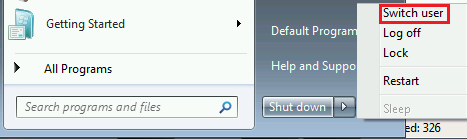 Getting Started
All Programs
Search programs and files
Default Program
Help and Suppo
Shut down
Switch user
Log off
Lock
Restart
Sleep
ed: 326